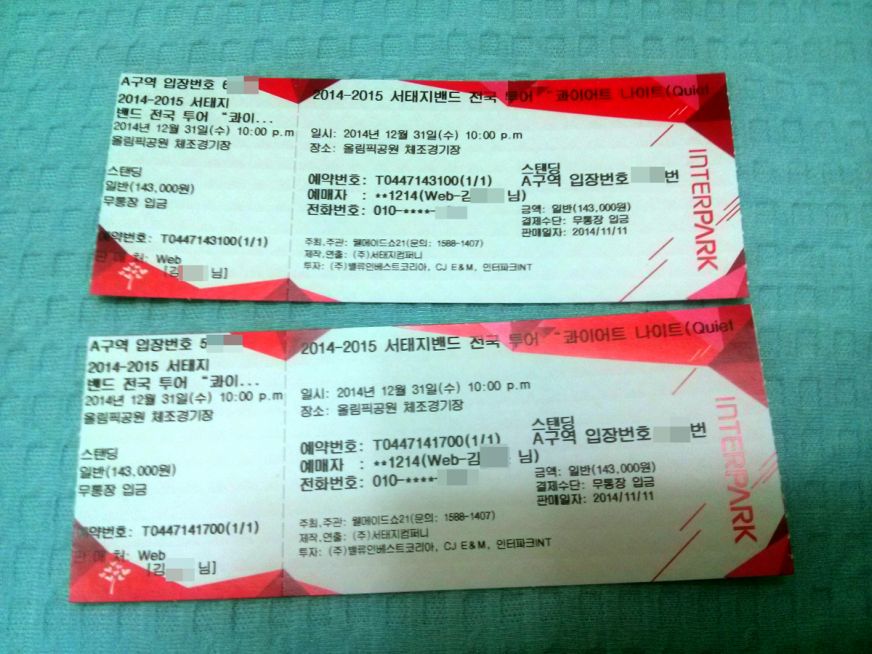 A구역 입장번호 6
2014-2015 서태지
밴드 전국 투어 "콰이...
2014년 12월 31일(수) 10:00 p.m
올림픽공원 체조경기장
스탠딩
일반(143,000원)
무통장 입금
예약번호: T0447143100(1/1)
판매처: Web
[김 님]
2014-2015 서태지밴드 전국 투어 "콰이어트 나이트(Quiet
일시: 2014년 12월 31일(수) 10:00 p.m
장소: 올림픽공원 체조경기장
스탠딩
예약번호: T0447143100(1/1) A구역 입장번호 번
예매자 : **1214(Web-김 님)
전화번호: 010-****-
금액: 일반(143,000원)
결제수단: 무통장 입금
판매일자: 2014/11/11
주최,주관: 웰메이드쇼21(문의: 1588-1407)
제작,연출: (주)서태지컴퍼니
투자: (주)밸류인베스트코리아, CJ E&M, 인터파크INT
INTERPARK
A구역 입장번호 5
2014-2015 서태지
밴드 전국 투어 "콰이...
2014년 12월 31일(수) 10:00 p.m
올림픽공원 체조경기장
스탠딩
일반(143,000원)
무통장 입금
예약번호: T0447141700(1/1)
판매처: Web
[김 님]
2014-2015 서태지밴드 전국 투어 "콰이어트 나이트(Quiet
일시: 2014년 12월 31일(수) 10:00 p.m
장소: 올림픽공원 체조경기장
스탠딩
예약번호: T0447141700(1/1) A구역 입장번호 번
예매자 : **1214(Web-김 님)
전화번호: 010-****-
금액: 일반(143,000원)
결제수단: 무통장 입금
판매일자: 2014/11/11
주최,주관: 웰메이드쇼21(문의: 1588-1407)
제작,연출: (주)서태지컴퍼니
투자: (주)밸류인베스트코리아, CJ E&M, 인터파크INT
INTERPARK